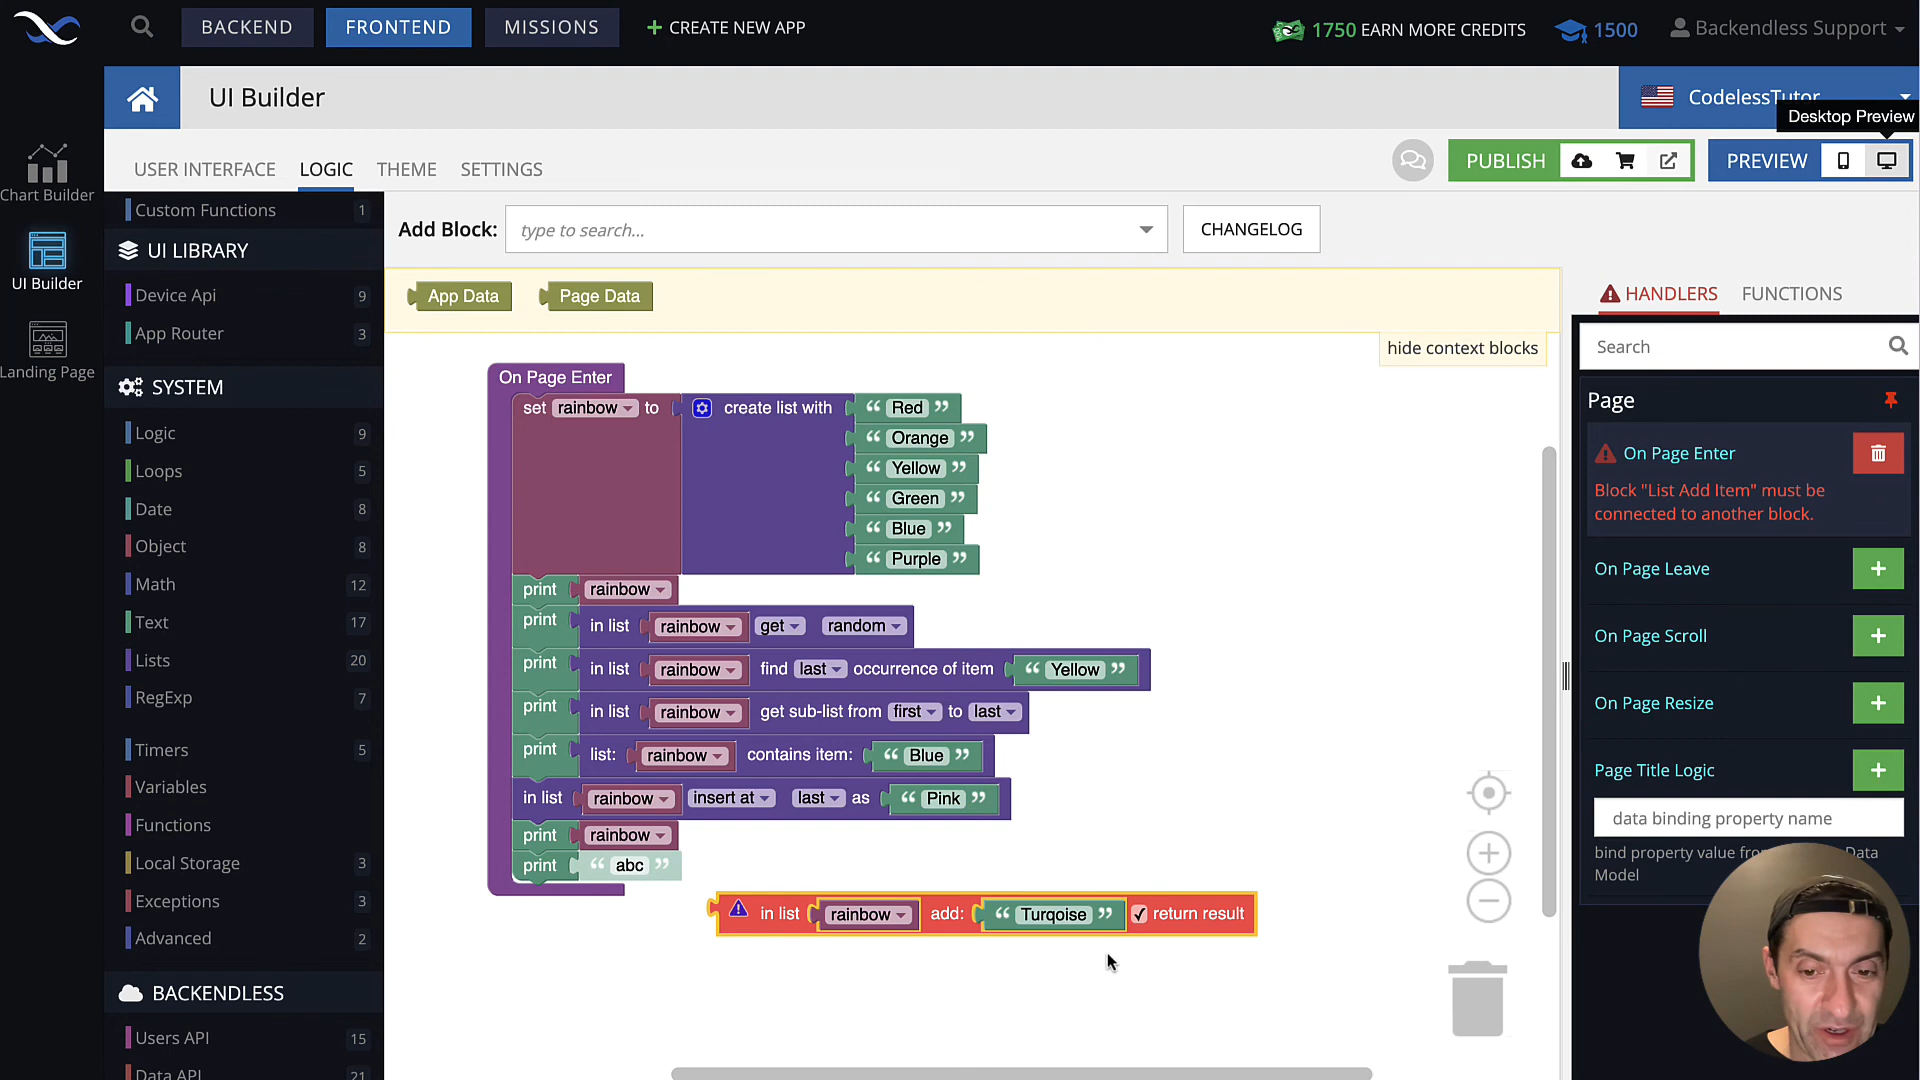 BACKEND
FRONTEND
MISSIONS
+ CREATE NEW APP
1750 EARN MORE CREDITS
1500
Backendless Support
UI Builder
CodelessTutor
Desktop Preview
USER INTERFACE
LOGIC
THEME
SETTINGS
PUBLISH
PREVIEW
Chart Builder
UI Builder
Landing Page
Custom Functions 1
UI LIBRARY
Device Api 9
App Router 3
SYSTEM
Logic 9
Loops 5
Date 8
Object 8
Math 12
Text 17
Lists 20
RegExp 7
Timers 5
Variables
Functions
Local Storage 3
Exceptions 3
Advanced 2
BACKENDLESS
Users API 15
Data API 21
Add Block: type to search... CHANGELOG
App Data Page Data
hide context blocks
On Page Enter
set rainbow to create list with “ Red ”
“ Orange ”
“ Yellow ”
“ Green ”
“ Blue ”
“ Purple ”
print rainbow
print in list rainbow get random
print in list rainbow find last occurrence of item “ Yellow ”
print in list rainbow get sub-list from first to last
print list: rainbow contains item: “ Blue ”
in list rainbow insert at last as “ Pink ”
print rainbow
print “ abc ”
in list rainbow add: “ Turqoise ” ✓ return result
HANDLERS
FUNCTIONS
Search
Page
On Page Enter
Block "List Add Item" must be
connected to another block.
On Page Leave +
On Page Scroll +
On Page Resize +
Page Title Logic +
data binding property name
bind property value Data
Model